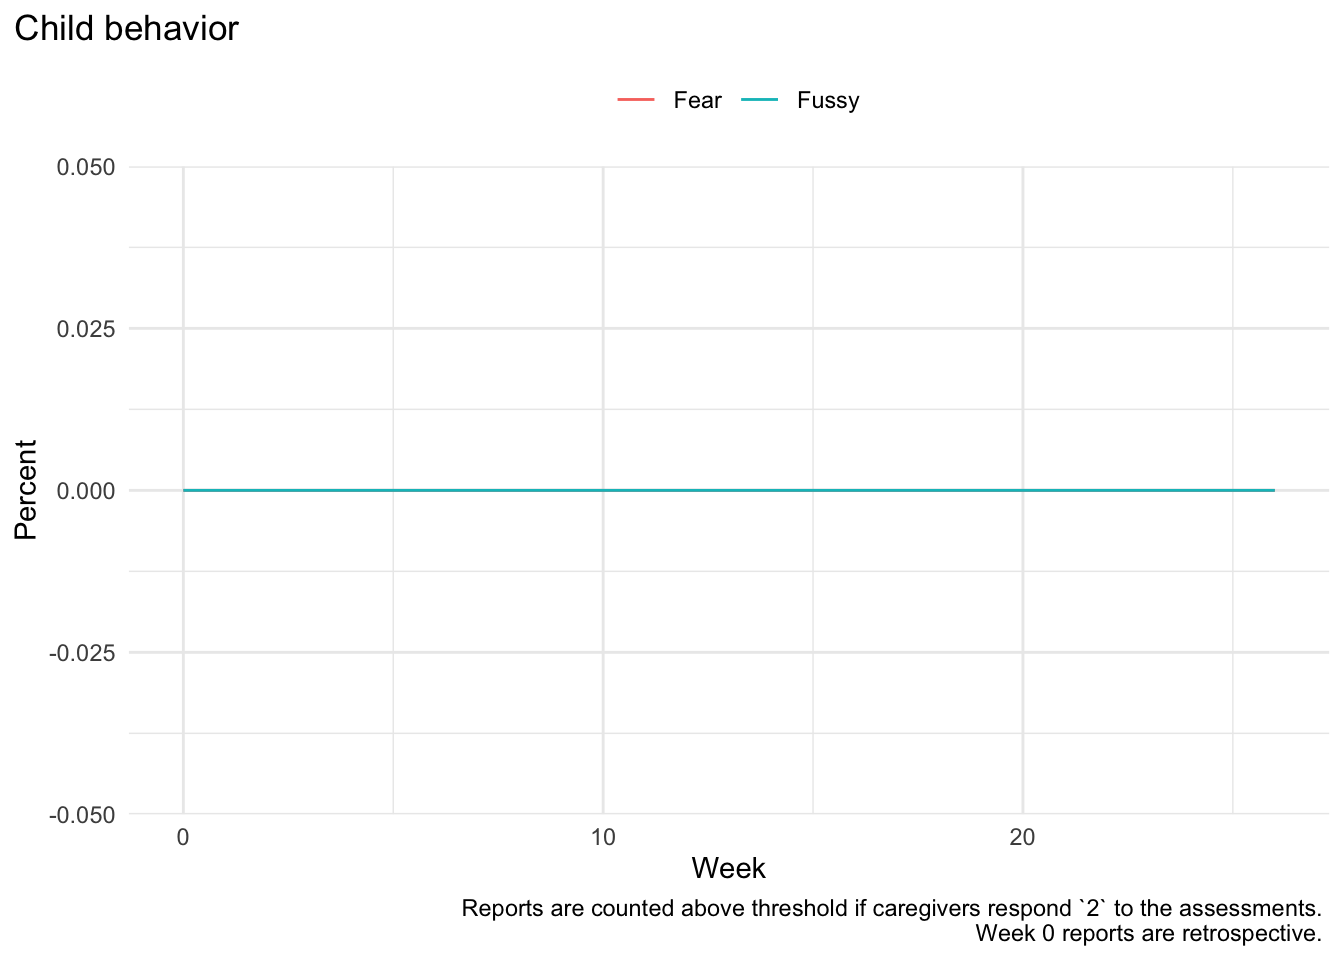 Child behavior
Fear Fussy
0.050
0.025
0.000
-0.025
-0.050
Percent
0 10 20
Week
Reports are counted above threshold if caregivers respond `2` to the assessments.
Week 0 reports are retrospective.